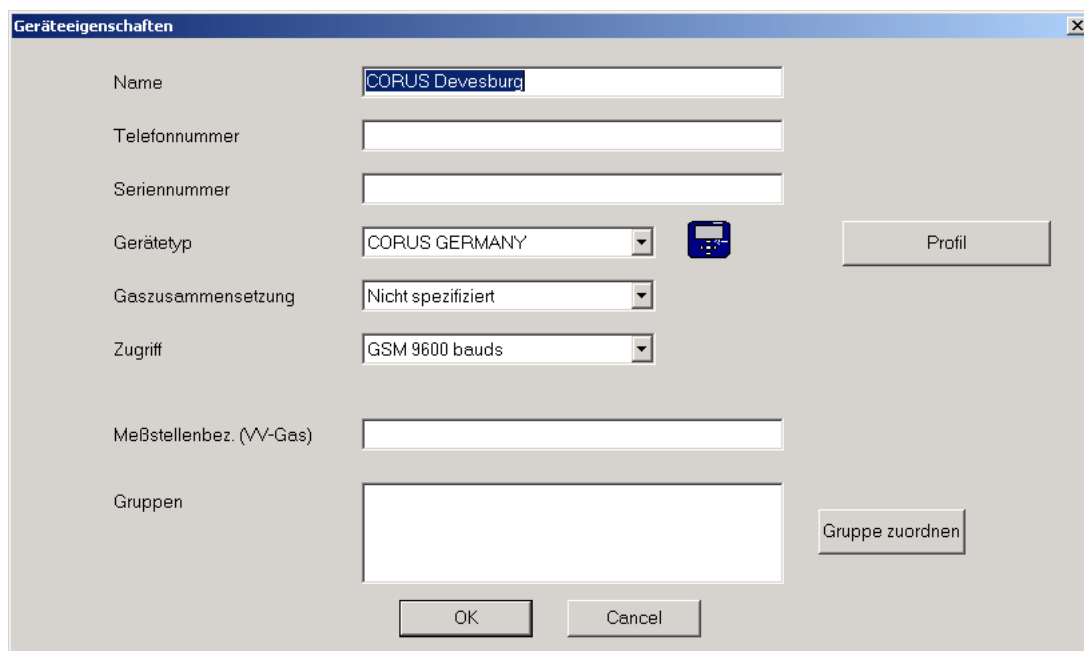 Geräteeigenschaften
Name
CORUS Devesburg
Telefonnummer
Seriennummer
Gerätetyp
CORUS GERMANY
Profil
Gaszusammensetzung
Nicht spezifiziert
Zugriff
GSM 9600 bauds
Meßstellenbez. (VV-Gas)
Gruppen
Gruppe zuordnen
OK
Cancel